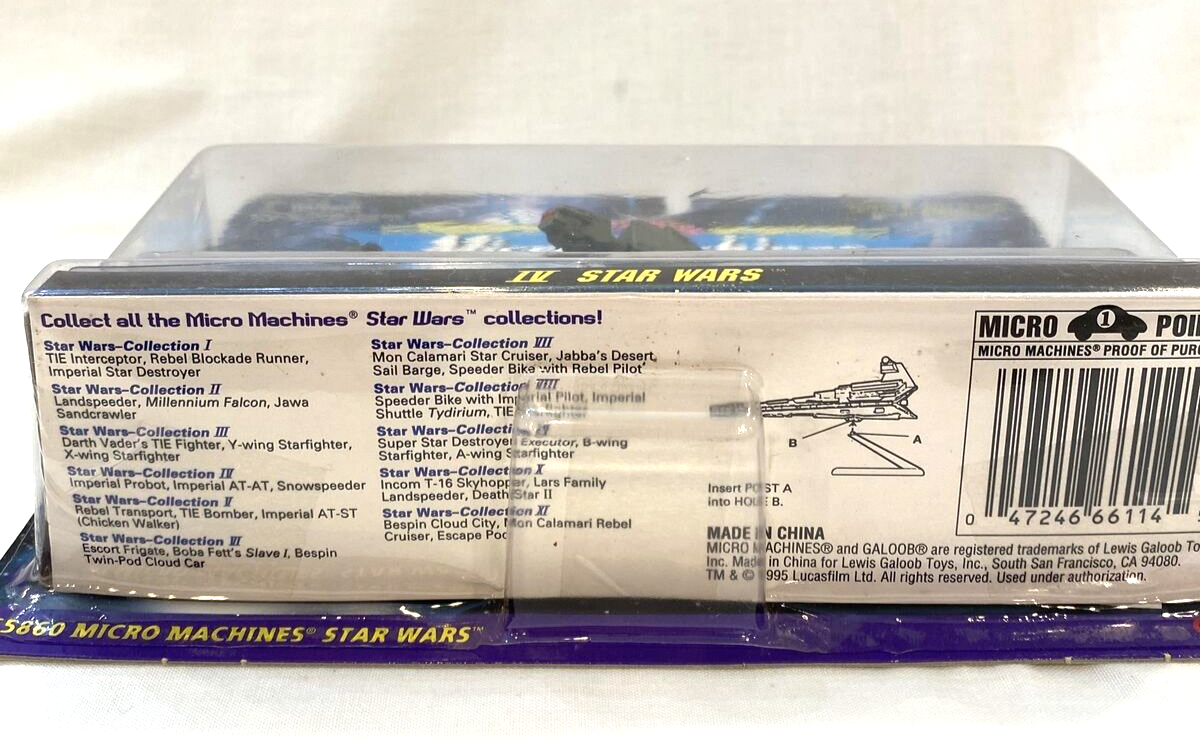 IV STAR WARS™
Collect all the Micro Machines® Star Wars™ collections!
Star Wars–Collection I
TIE Interceptor, Rebel Blockade Runner,
Imperial Star Destroyer
Star Wars–Collection II
Landspeeder, Millennium Falcon, Jawa
Sandcrawler
Star Wars–Collection III
Darth Vader's TIE Fighter, Y-wing Starfighter,
X-wing Starfighter
Star Wars–Collection IV
Imperial Probot, Imperial AT-AT, Snowspeeder
Star Wars–Collection V
Rebel Transport, TIE Bomber, Imperial AT-ST
(Chicken Walker)
Star Wars–Collection VI
Escort Frigate, Boba Fett's Slave I, Bespin
Twin-Pod Cloud Car
Star Wars–Collection VII
Mon Calamari Star Cruiser, Jabba's Desert
Sail Barge, Speeder Bike with Rebel Pilot
Star Wars–Collection VIII
Speeder Bike with Imperial Pilot, Imperial
Shuttle Tydirium, TIE Starfighter
Star Wars–Collection
Super Star Destroyer Executor, B-wing
Starfighter, A-wing Starfighter
Star Wars–Collection X
Incom T-16 Skyhopper, Lars Family
Landspeeder, Death Star II
Star Wars–Collection XI
Bespin Cloud City, Mon Calamari Rebel
Cruiser, Escape Pod
B
A
Insert POST A
into HOLE B.
MADE IN CHINA
MICRO MACHINES® and GALOOB® are registered trademarks of Lewis Galoob To
Inc. Made in China for Lewis Galoob Toys, Inc., South San Francisco, CA 94080.
TM & © 1995 Lucasfilm Ltd. All rights reserved. Used under authorization.
MICRO 1 POI
MICRO MACHINES® PROOF OF PUR
0 47246 66114
5860 MICRO MACHINES® STAR WARS™